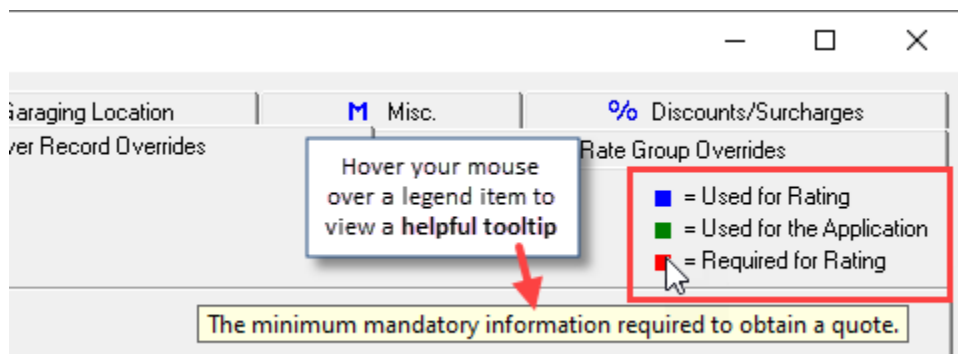 Garaging Location
M Misc.
% Discounts/Surcharges
ver Record Overrides
Rate Group Overrides
Hover your mouse
over a legend item to
view a helpful tooltip
= Used for Rating
= Used for the Application
= Required for Rating
The minimum mandatory information required to obtain a quote.